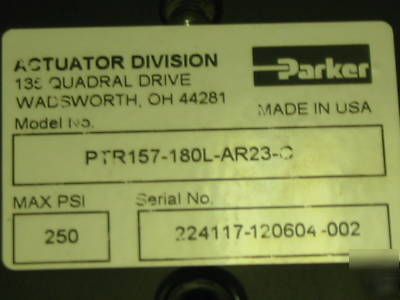 ACTUATOR DIVISION
135 QUADRAL DRIVE
WADSWORTH, OH 44281
Parker
MADE IN USA
Model No.
PTR157-180L-AR23-C
MAX PSI
Serial No.
250
224117-120604-002